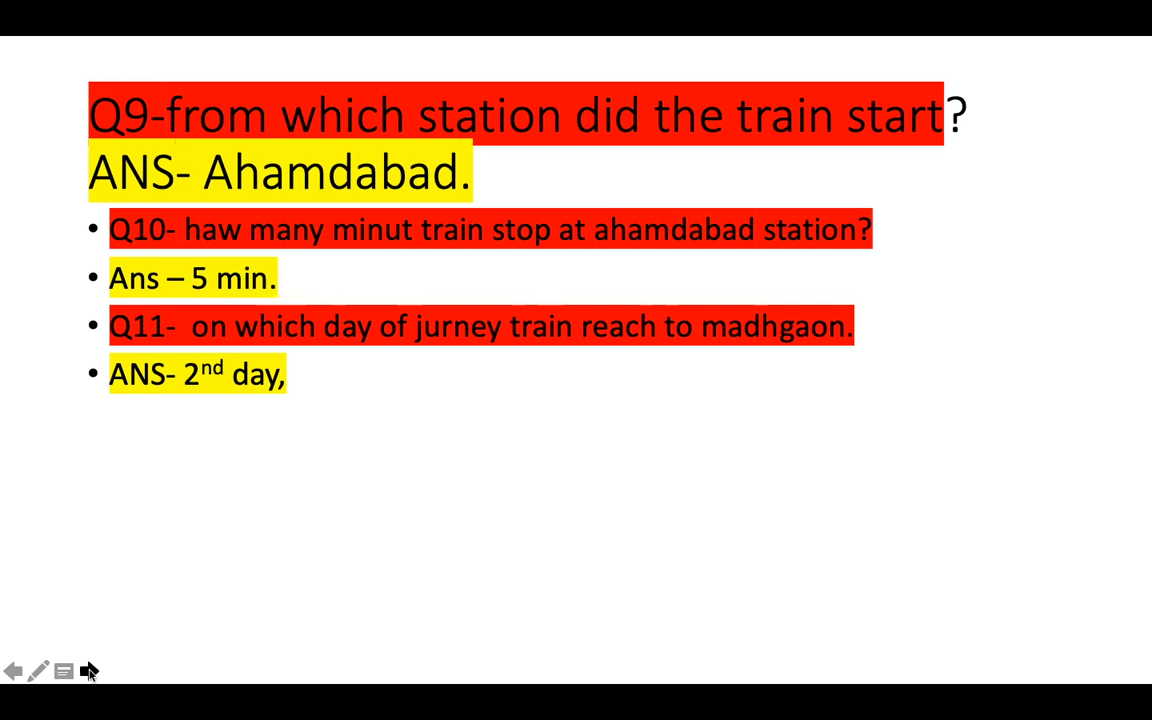 Q9-from which station did the train start?
ANS- Ahamdabad.
• Q10- haw many minut train stop at ahamdabad station?
• Ans – 5 min.
• Q11-  on which day of jurney train reach to madhgaon.
• ANS- 2nd day,